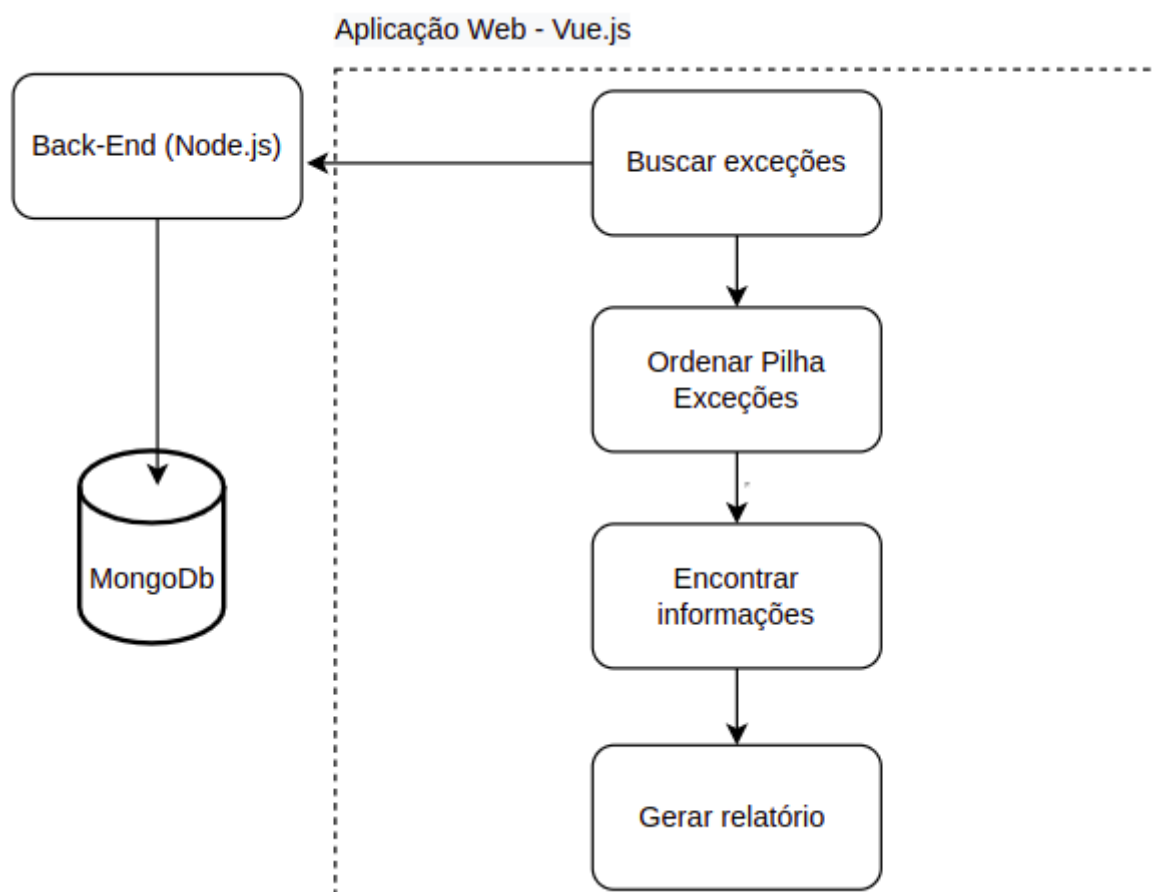 Aplicação Web - Vue.js
Back-End (Node.js)
Buscar exceções
Ordenar Pilha
Exceções
Encontrar
informações
MongoDb
Gerar relatório